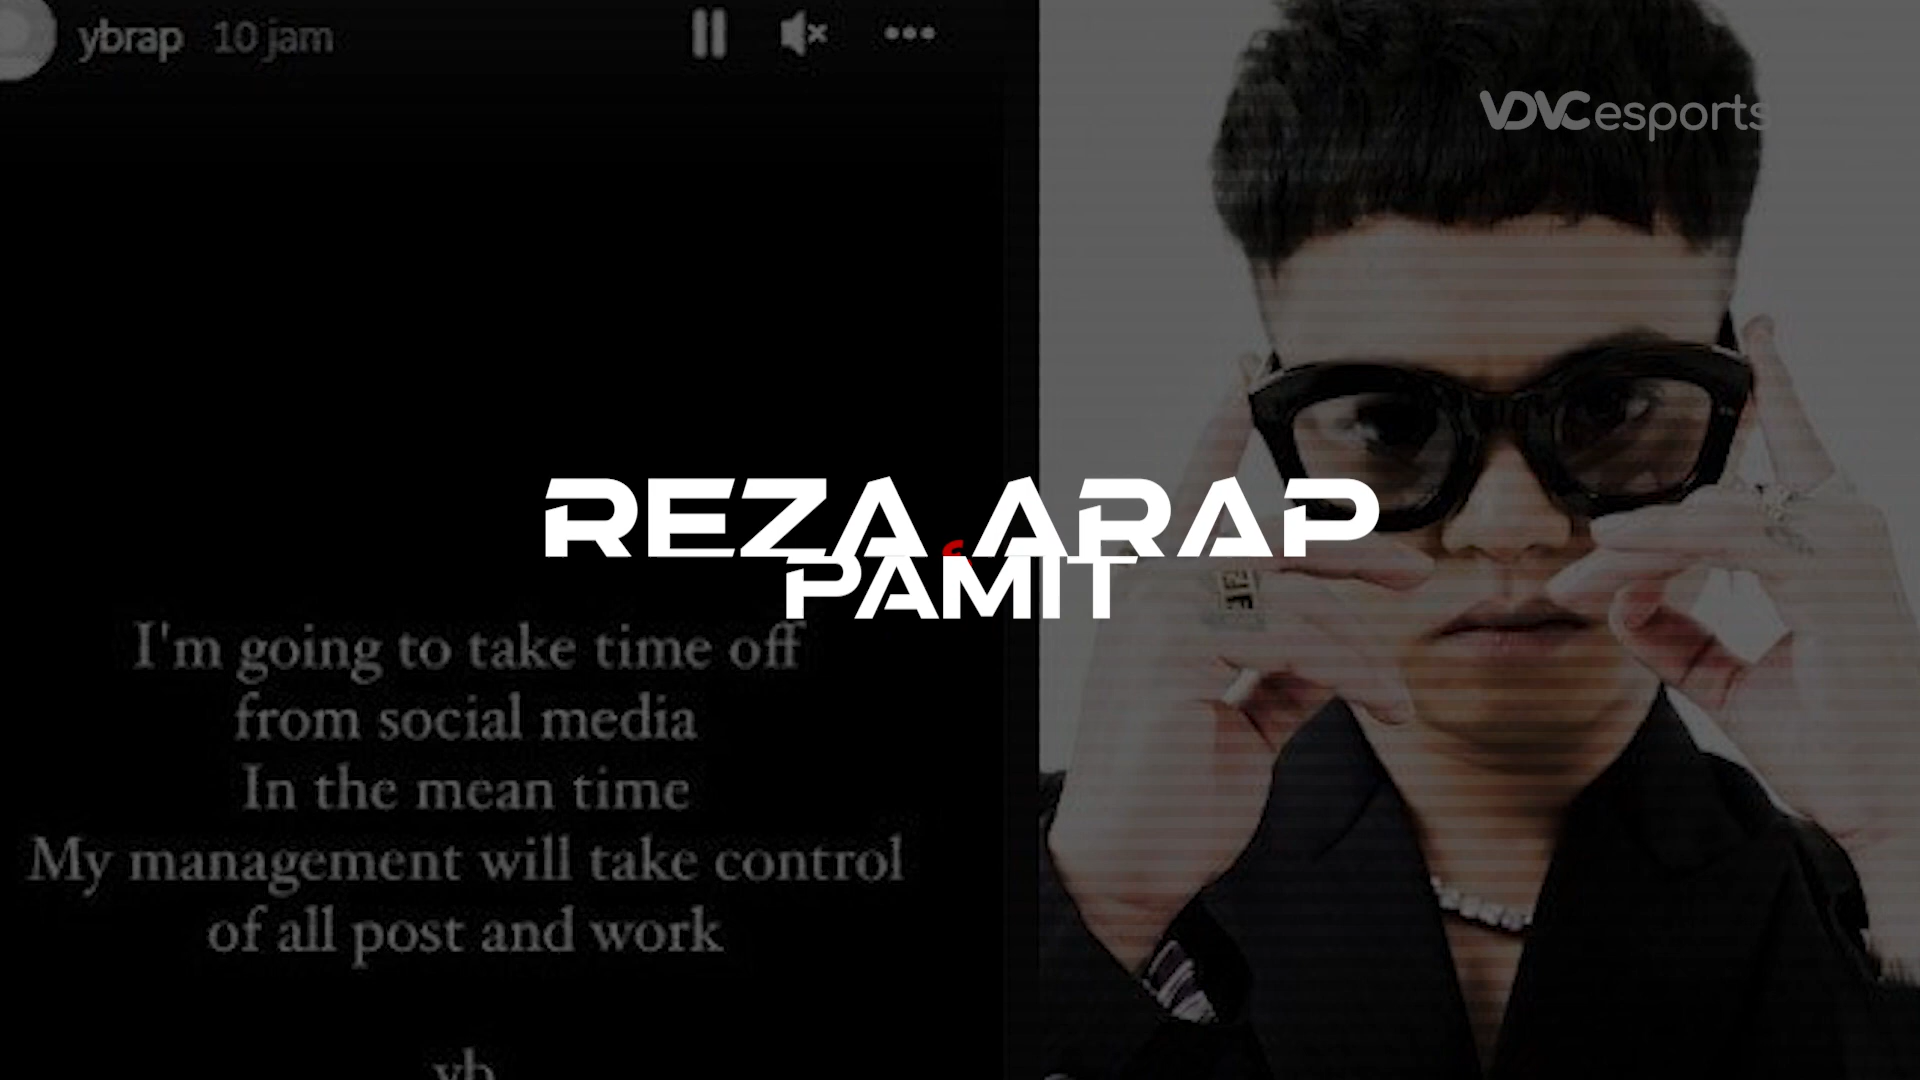 ybrap 10 jam
VDVC esports
REZA ARAP
PAMIT
I'm going to take time off
from social media
In the mean time
My management will take control
of all post and work
yb